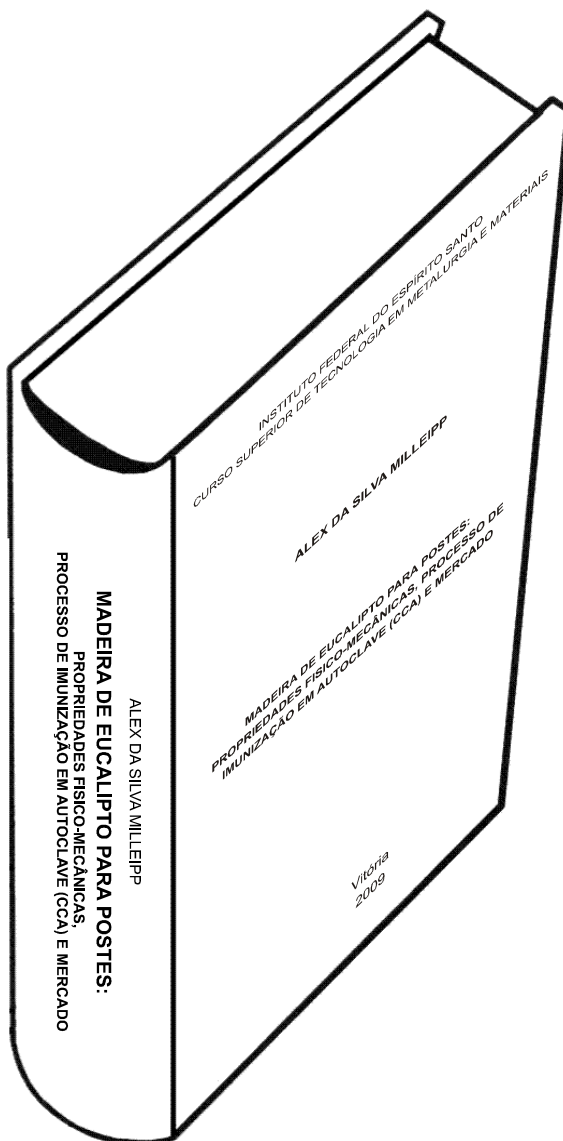 INSTITUTO FEDERAL DO ESPÍRITO SANTO
CURSO SUPERIOR DE TECNOLOGIA EM METALURGIA E MATERIAIS
ALEX DA SILVA MILLEIPP
MADEIRA DE EUCALIPTO PARA POSTES:
PROPRIEDADES FISICO-MECÂNICAS, PROCESSO DE
IMUNIZAÇÃO EM AUTOCLAVE (CCA) E MERCADO
Vitória
2009
ALEX DA SILVA MILLEIPP
MADEIRA DE EUCALIPTO PARA POSTES:
PROPRIEDADES FISICO-MECÂNICAS,
PROCESSO DE IMUNIZAÇÃO EM AUTOCLAVE (CCA) E MERCADO